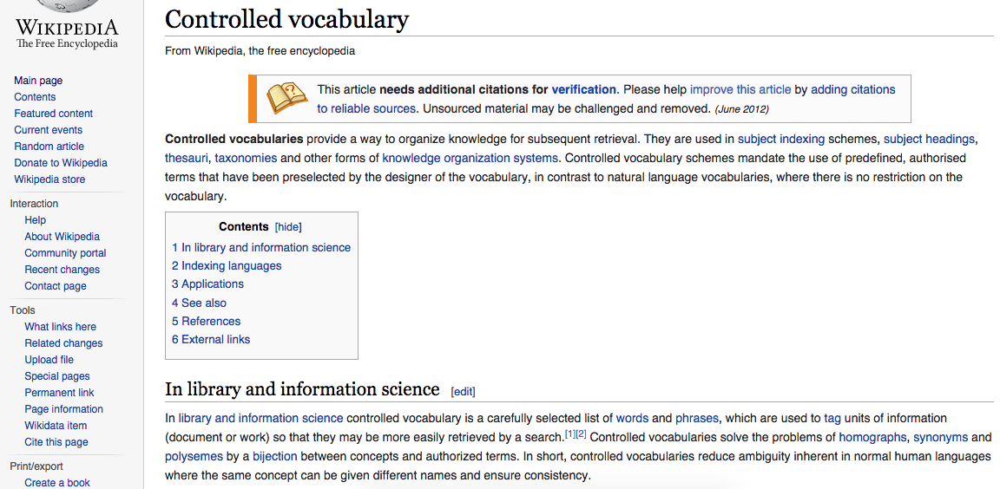 WIKIPEDIA
The Free Encyclopedia
Main page
Contents
Featured content
Current events
Random article
Donate to Wikipedia
Wikipedia store
Interaction
Help
About Wikipedia
Community portal
Recent changes
Contact page
Tools
What links here
Related changes
Upload file
Special pages
Permanent link
Page information
Wikidata item
Cite this page
Print/export
Create a book
Controlled vocabulary
From Wikipedia, the free encyclopedia
This article needs additional citations for verification. Please help improve this article by adding citations
to reliable sources. Unsourced material may be challenged and removed. (June 2012)
Controlled vocabularies provide a way to organize knowledge for subsequent retrieval. They are used in subject indexing schemes, subject headings,
thesauri, taxonomies and other forms of knowledge organization systems. Controlled vocabulary schemes mandate the use of predefined, authorised
terms that have been preselected by the designer of the vocabulary, in contrast to natural language vocabularies, where there is no restriction on the
vocabulary.
Contents [hide]
1 In library and information science
2 Indexing languages
3 Applications
4 See also
5 References
6 External links
In library and information science [edit]
In library and information science controlled vocabulary is a carefully selected list of words and phrases, which are used to tag units of information
(document or work) so that they may be more easily retrieved by a search.[1][2] Controlled vocabularies solve the problems of homographs, synonyms and
polysemes by a bijection between concepts and authorized terms. In short, controlled vocabularies reduce ambiguity inherent in normal human languages
where the same concept can be given different names and ensure consistency.